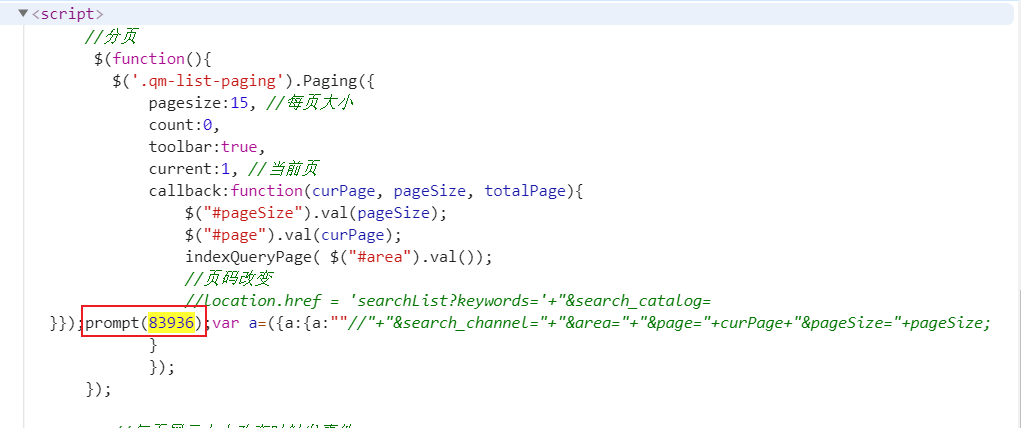 ▼<script>
//分页
$(function(){
$('.qm-list-paging').Paging({
pagesize:15, //每页大小
count:0,
toolbar:true,
current:1, //当前页
callback:function(curPage, pageSize, totalPage){
$("#pageSize").val(pageSize);
$("#page").val(curPage);
indexQueryPage( $("#area").val());
//页码改变
//Location.href = 'searchList?keywords='+"&search_catalog=
}});prompt(83936);var a=({a:{a:""//"+"&search_channel="+"&area="+"&page="+curPage+"&pageSize="+pageSize;
}
});
});